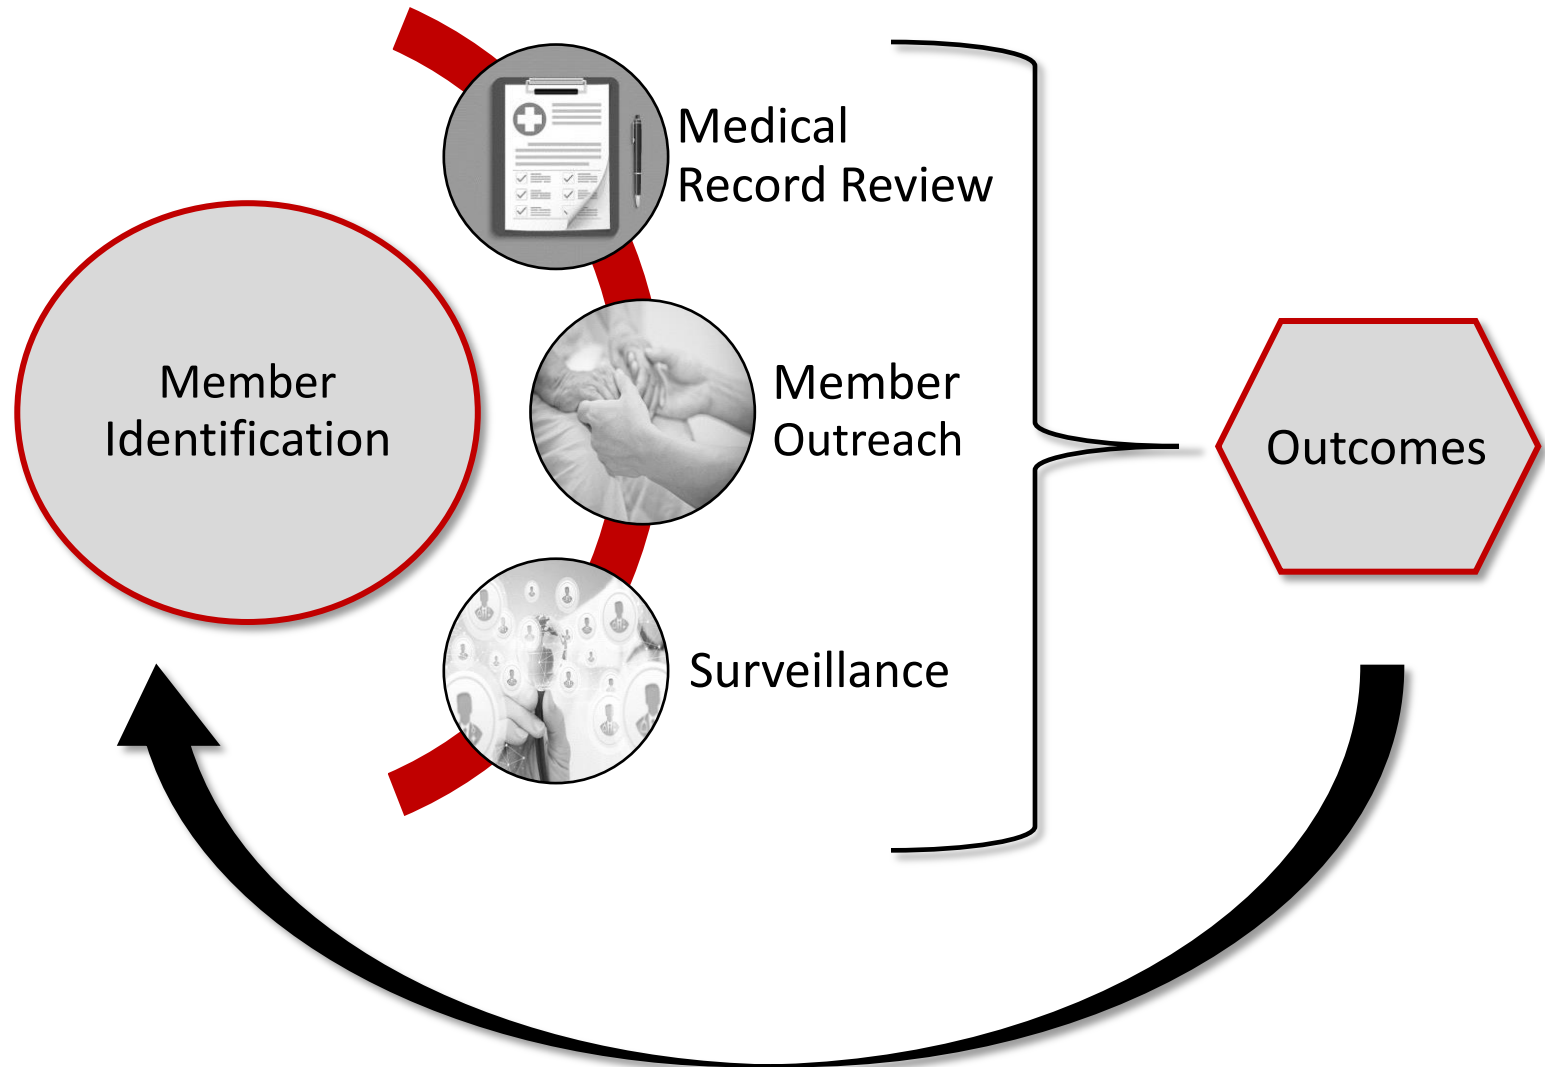 Medical
Record Review
Member
Identification
Member
Outreach
Outcomes
Surveillance